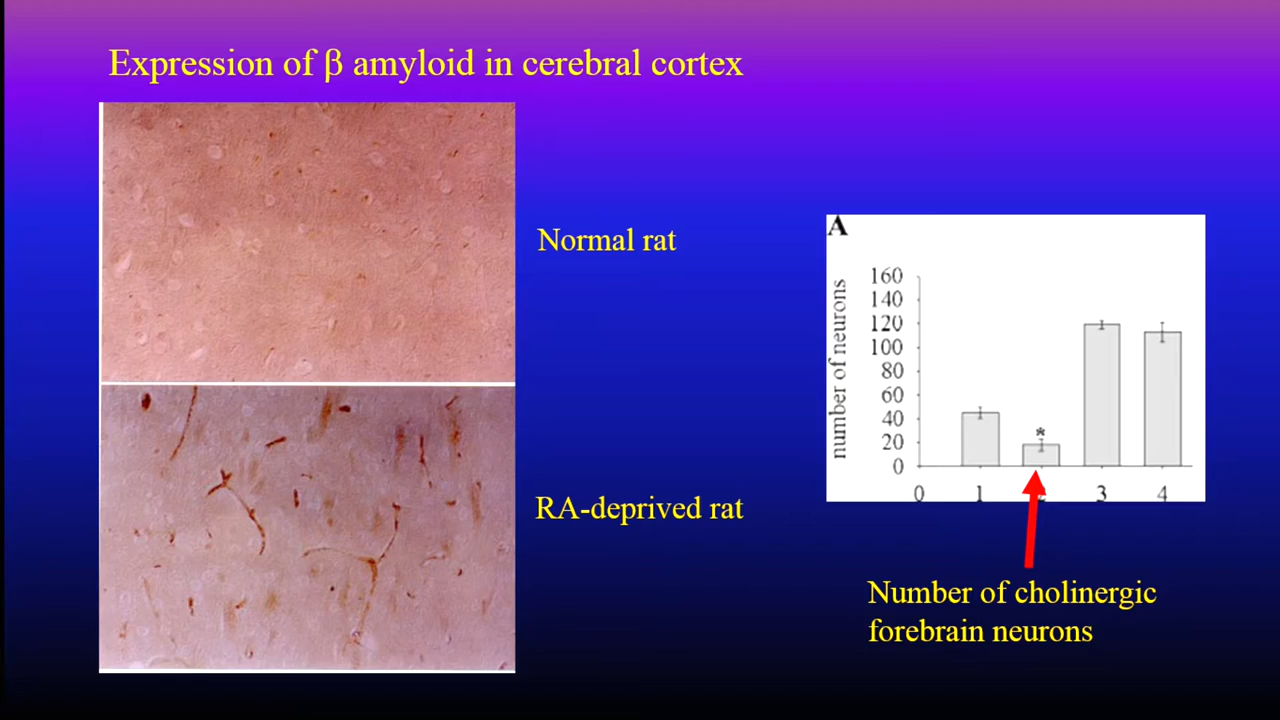 Expression of β amyloid in cerebral cortex
Normal rat
RA-deprived rat
A
number of neurons
160
140
120
100
80
60
40
20
0
*
0 1 2 3 4
Number of cholinergic
forebrain neurons